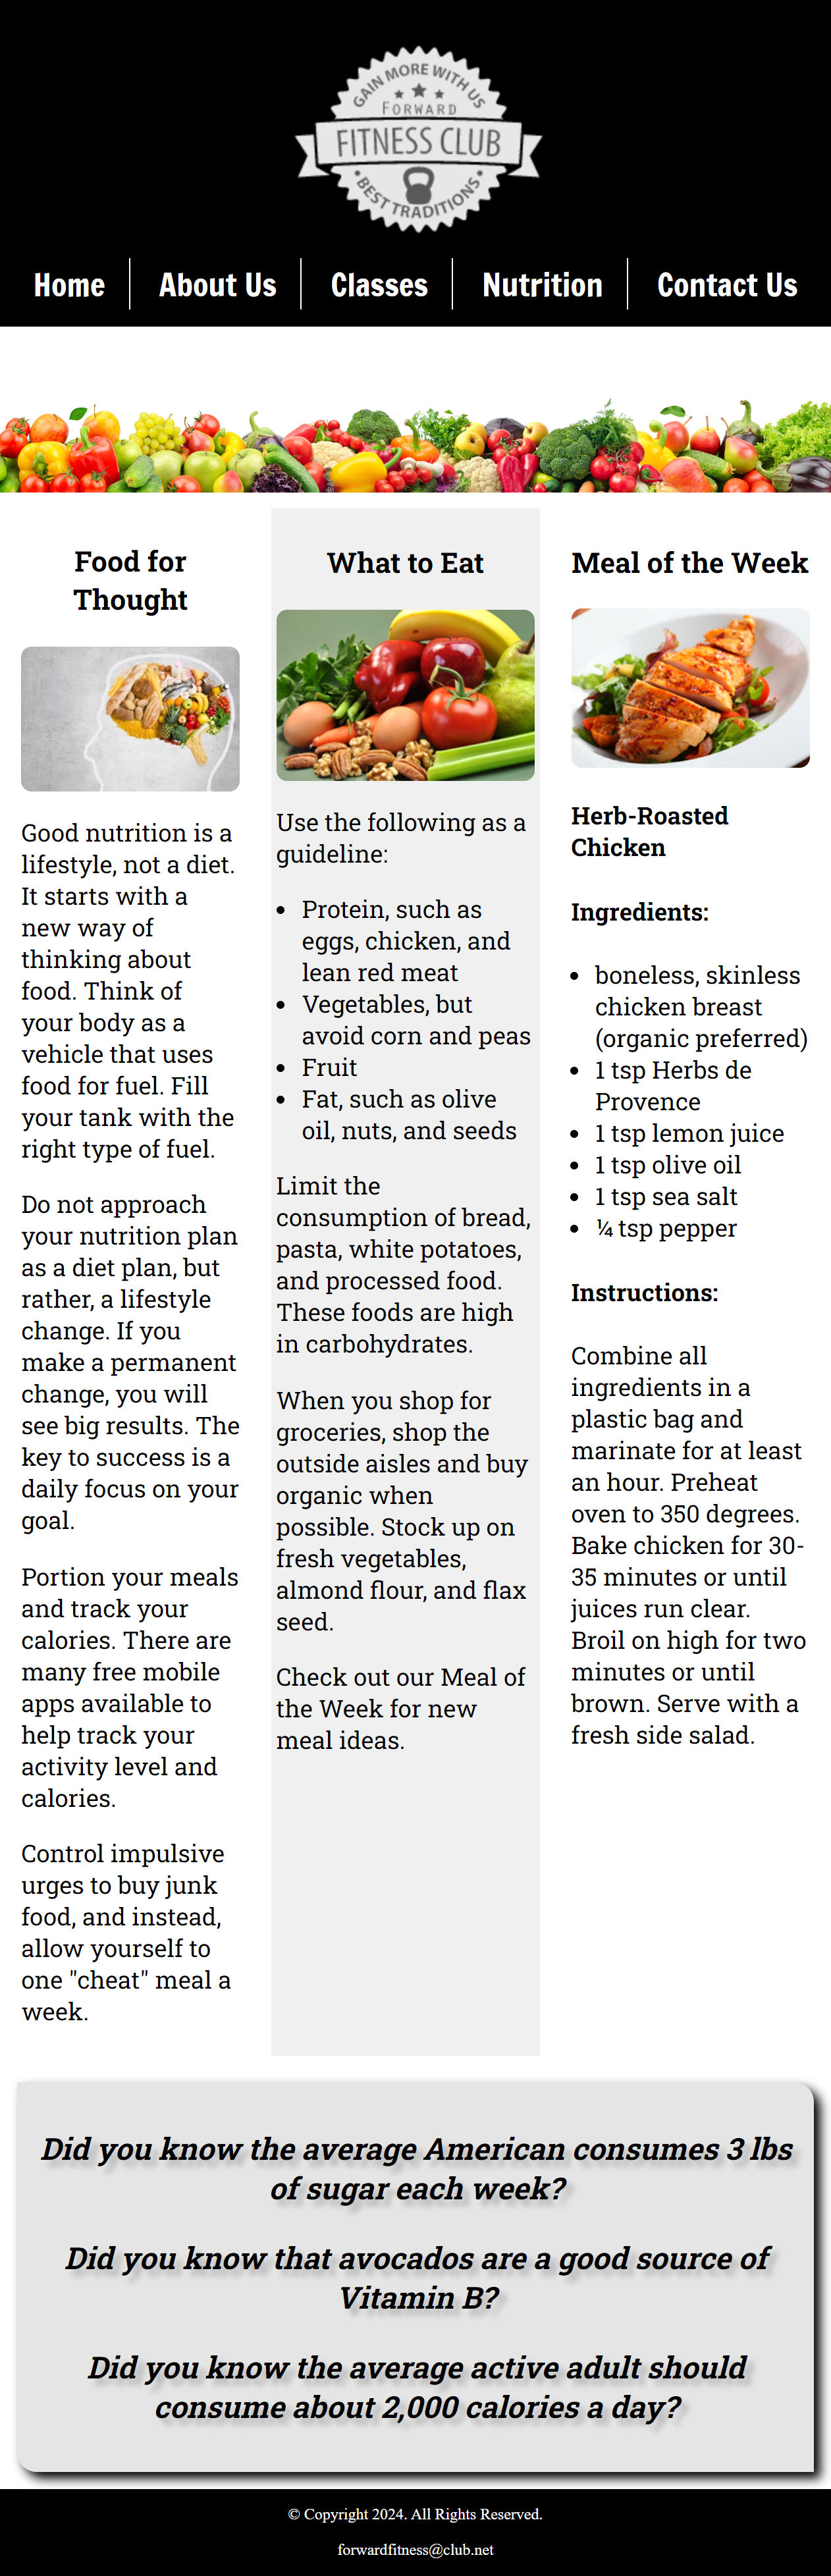 GAIN MORE WITH US
FORWARD
FITNESS CLUB
BEST TRADITIONS
Home
About Us
Classes
Nutrition
Contact Us
Food for
Thought
Good nutrition is a
lifestyle, not a diet.
It starts with a
new way of
thinking about
food. Think of
your body as a
vehicle that uses
food for fuel. Fill
your tank with the
right type of fuel.
Do not approach
your nutrition plan
as a diet plan, but
rather, a lifestyle
change. If you
make a permanent
change, you will
see big results. The
key to success is a
daily focus on your
goal.
Portion your meals
and track your
calories. There are
many free mobile
apps available to
help track your
activity level and
calories.
Control impulsive
urges to buy junk
food, and instead,
allow yourself to
one "cheat" meal a
week.
What to Eat
Use the following as a
guideline:
• Protein, such as
eggs, chicken, and
lean red meat
• Vegetables, but
avoid corn and peas
• Fruit
• Fat, such as olive
oil, nuts, and seeds
Limit the
consumption of bread,
pasta, white potatoes,
and processed food.
These foods are high
in carbohydrates.
When you shop for
groceries, shop the
outside aisles and buy
organic when
possible. Stock up on
fresh vegetables,
almond flour, and flax
seed.
Check out our Meal of
the Week for new
meal ideas.
Meal of the Week
Herb-Roasted
Chicken
Ingredients:
• boneless, skinless
chicken breast
(organic preferred)
• 1 tsp Herbs de
Provence
• 1 tsp lemon juice
• 1 tsp olive oil
• 1 tsp sea salt
• ¼ tsp pepper
Instructions:
Combine all
ingredients in a
plastic bag and
marinate for at least
an hour. Preheat
oven to 350 degrees.
Bake chicken for 30-
35 minutes or until
juices run clear.
Broil on high for two
minutes or until
brown. Serve with a
fresh side salad.
Did you know the average American consumes 3 lbs
of sugar each week?
Did you know that avocados are a good source of
Vitamin B?
Did you know the average active adult should
consume about 2,000 calories a day?
© Copyright 2024. All Rights Reserved.
forwardfitness@club.net